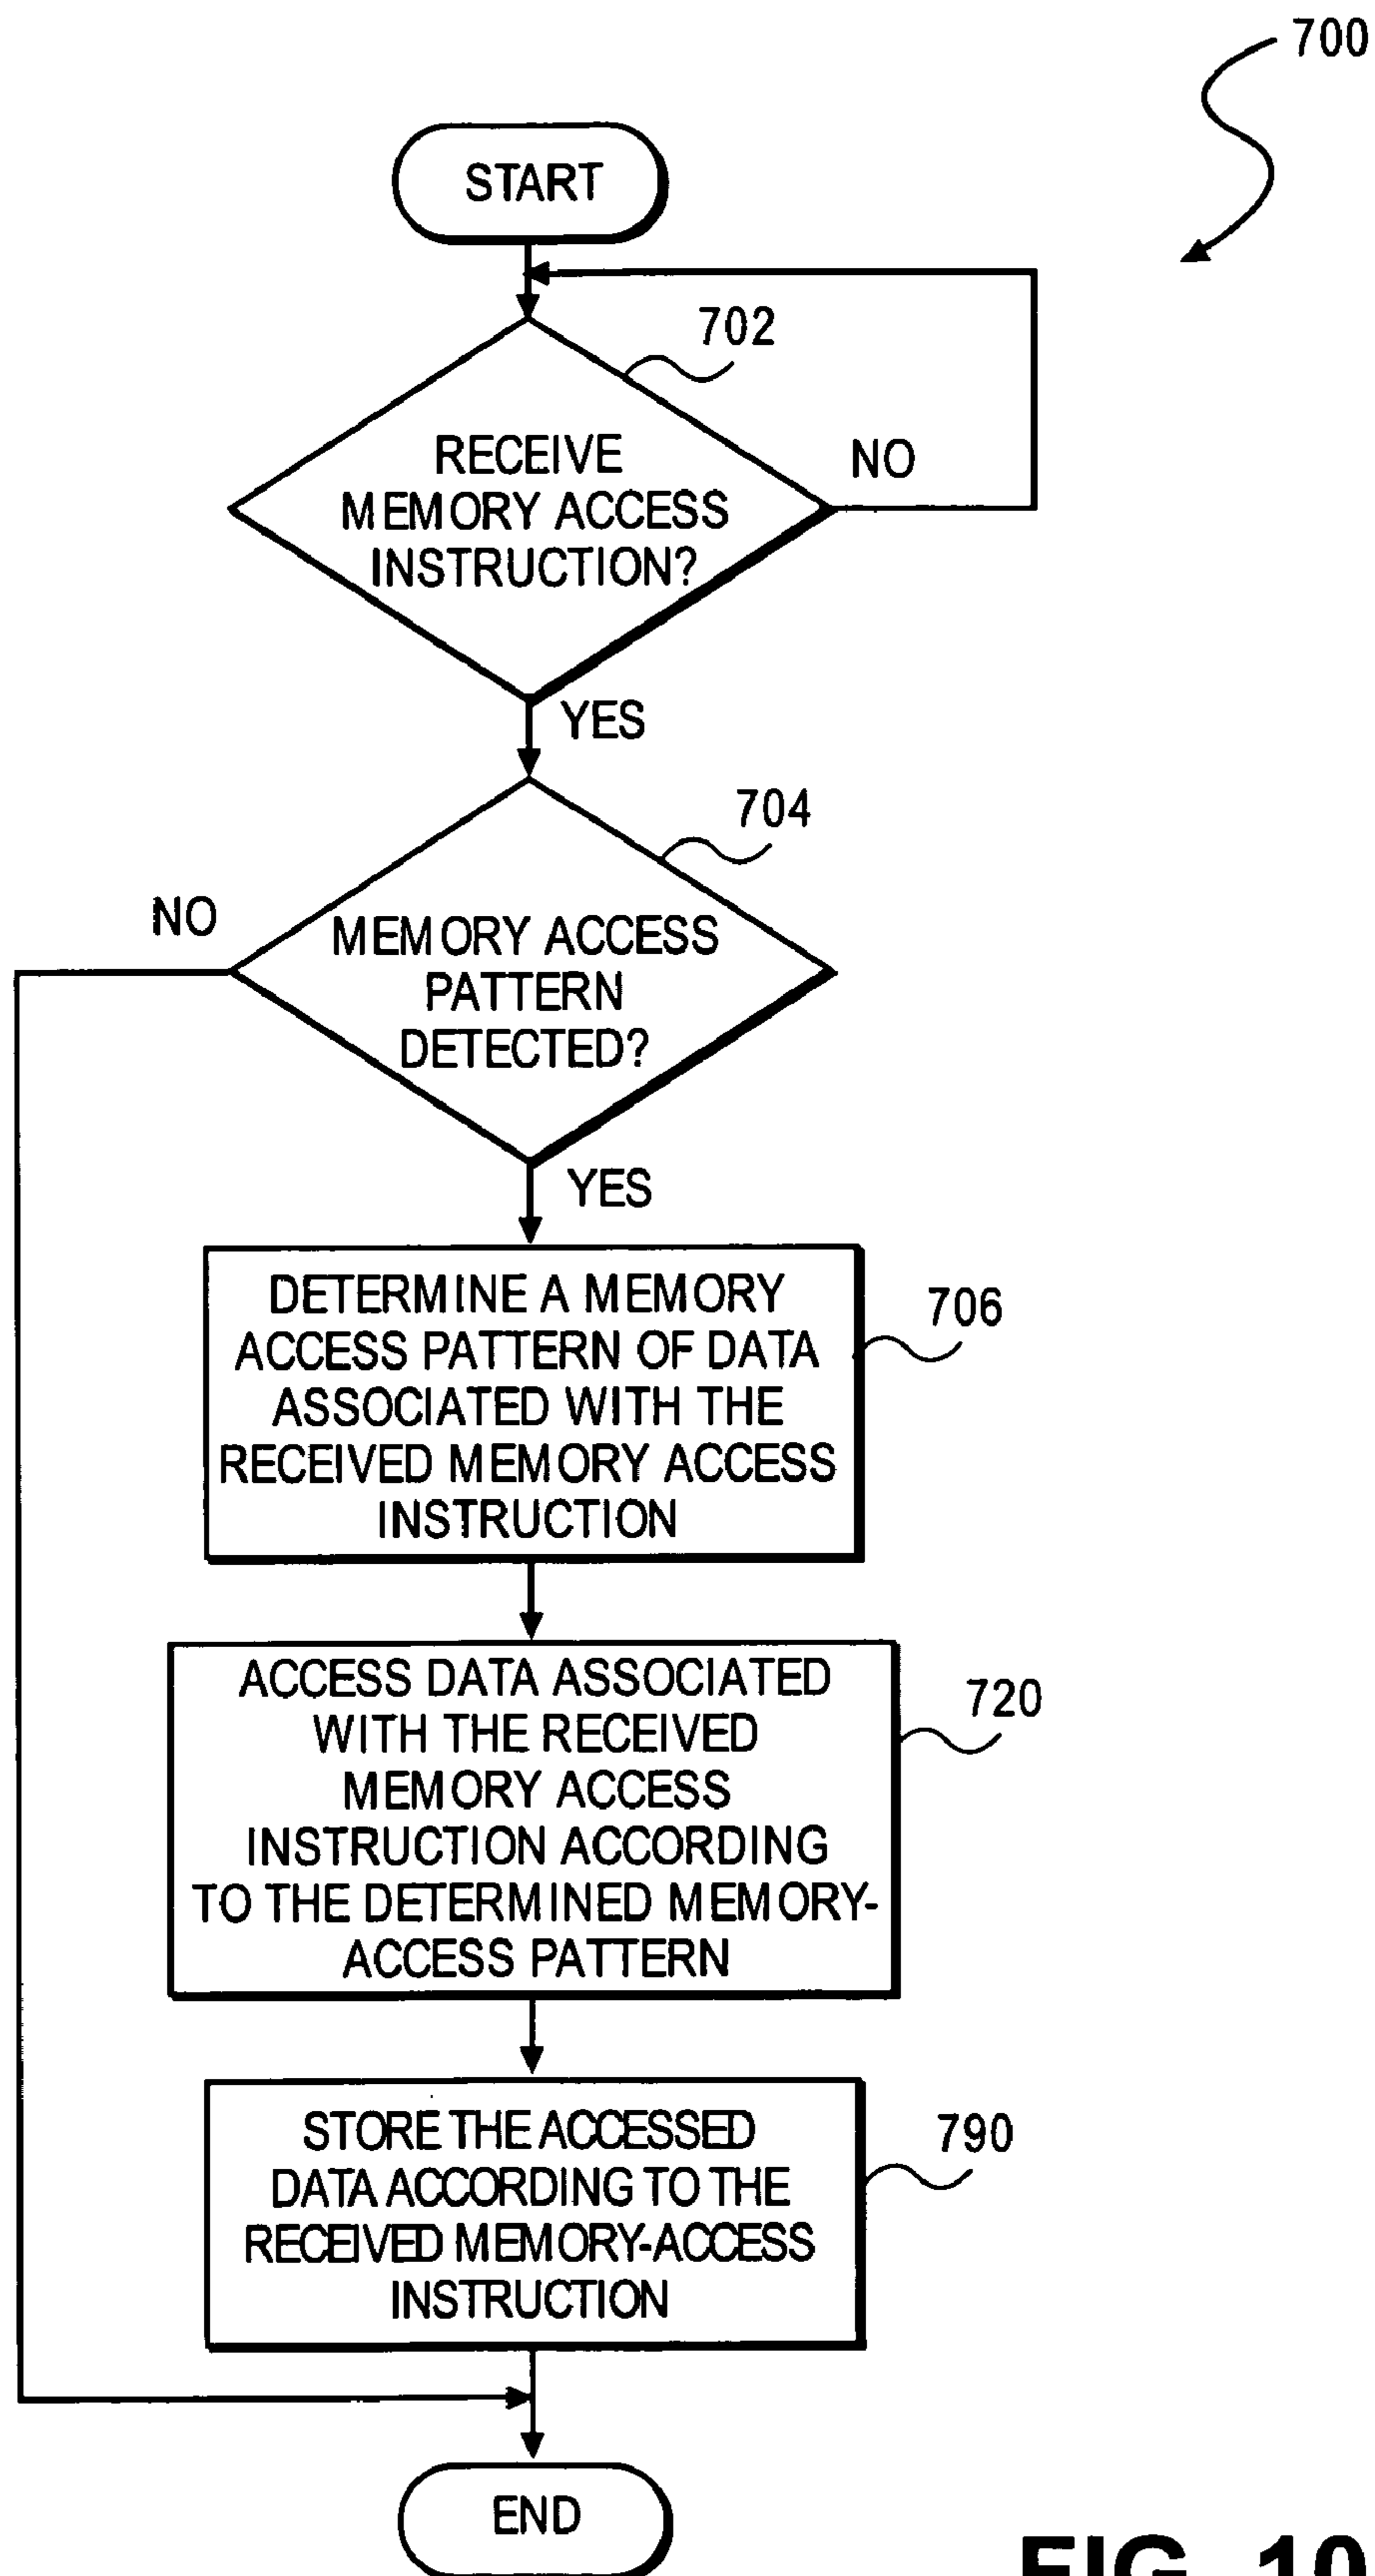 700
START
702
RECEIVE
MEMORY ACCESS
INSTRUCTION?
NO
YES
704
NO
MEMORY ACCESS
PATTERN
DETECTED?
YES
DETERMINE A MEMORY
ACCESS PATTERN OF DATA
ASSOCIATED WITH THE
RECEIVED MEMORY ACCESS
INSTRUCTION
706
ACCESS DATA ASSOCIATED
WITH THE RECEIVED
MEMORY ACCESS
INSTRUCTION ACCORDING
TO THE DETERMINED MEMORY-
ACCESS PATTERN
720
STORE THE ACCESSED
DATA ACCORDING TO THE
RECEIVED MEMORY-ACCESS
INSTRUCTION
790
END
FIG. 10